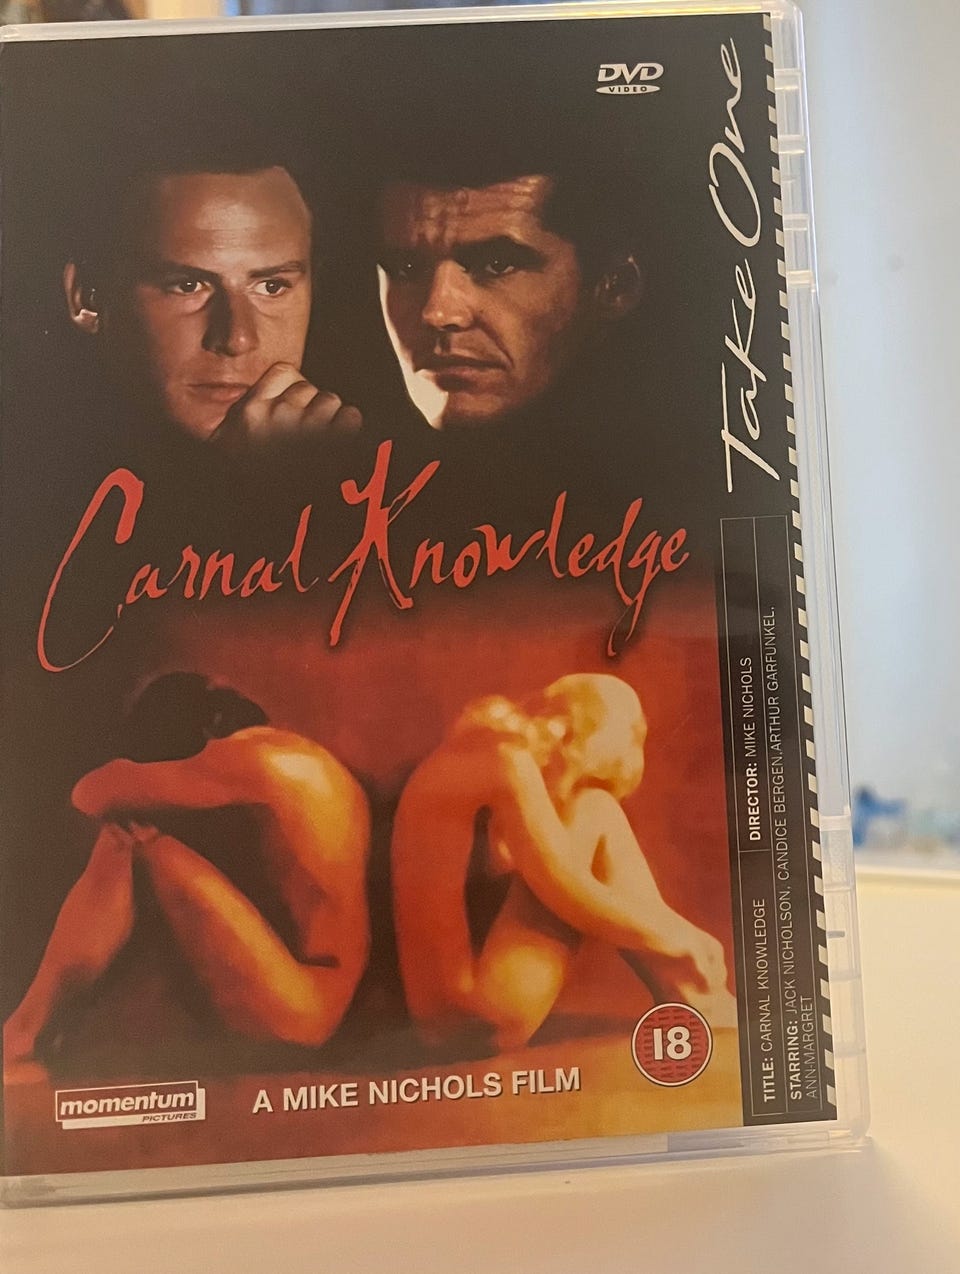 DVD
VIDEO
Take One
Carnal Knowledge
DIRECTOR: MIKE NICHOLS
TITLE: CARNAL KNOWLEDGE
STARRING: JACK NICHOLSON, CANDICE BERGEN, ARTHUR GARFUNKEL,
ANN-MARGRET
18
momentum
PICTURES
A MIKE NICHOLS FILM